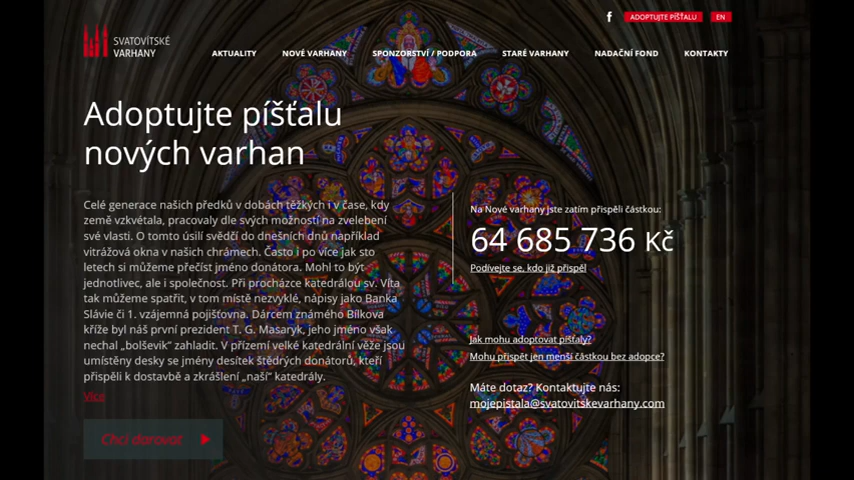 f
ADOPTUJTE PÍŠŤALU
EN
SVATOVÍTSKÉ
VARHANY
AKTUALITY
NOVÉ VARHANY
SPONZORSTVÍ / PODPORA
STARÉ VARHANY
NADAČNÍ FOND
KONTAKTY
Adoptujte píšťalu
nových varhan
Celé generace našich předků v dobách těžkých i v čase, kdy
země vzkvétala, pracovaly dle svých možností na zvelebení
své vlasti. O tomto úsilí svědčí do dnešních dnů například
vitrážová okna v našich chrámech. Často i po více jak sto
letech si můžeme přečíst jméno donátora. Mohl to být
jednotlivec, ale i společnost. Při procházce katedrálou sv. Víta
tak můžeme spatřit, v tom místě nezvyklé, nápisy jako Banka
Slávie či 1. vzájemná pojišťovna. Dárcem známého Bílkova
kříže byl náš první prezident T. G. Masaryk, jeho jméno však
nechal „bolševik“ zahladit. V přízemí velké katedrální věže jsou
umístěny desky se jmény desítek štědrých donátorů, kteří
přispěli k dostavbě a zkrášlení „naší“ katedrály.
Více
Chci darovat
Na Nové varhany jste zatím přispěli částkou:
64 685 736 Kč
Podívejte se, kdo již přispěl
Jak mohu adoptovat píšťaly?
Mohu přispět jen menší částkou bez adopce?
Máte dotaz? Kontaktujte nás:
mojepistala@svatovitskevarhany.com